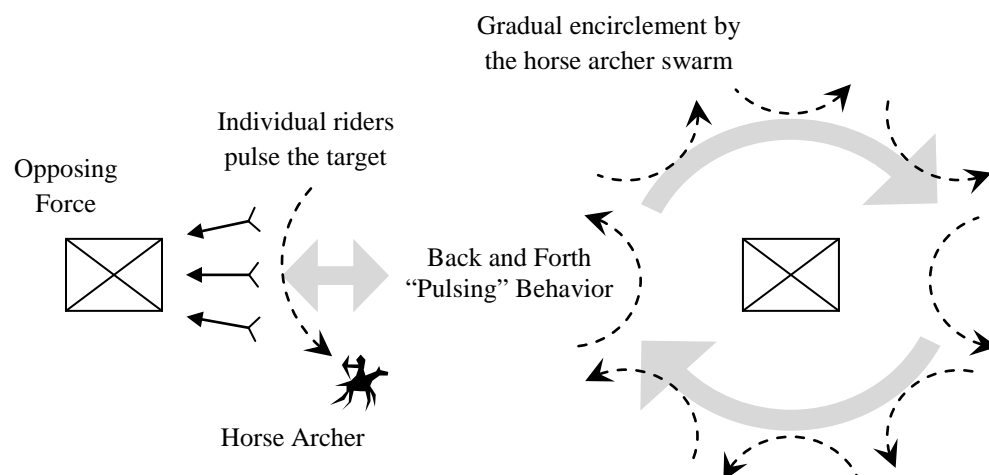 Gradual encirclement by
the horse archer swarm
Individual riders
pulse the target
Opposing
Force
Back and Forth
“Pulsing” Behavior
Horse Archer